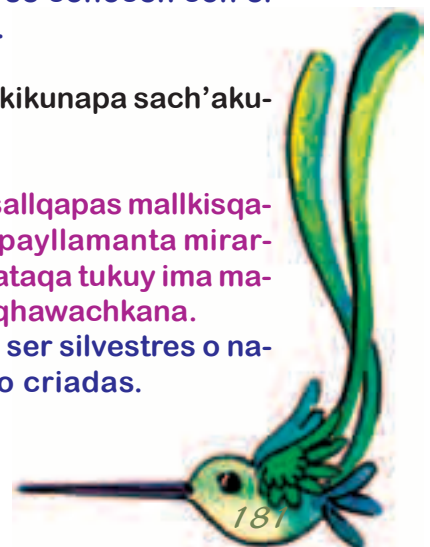 .
kikunapa sach’aku-
sallqapas mallkisqa-
payllamanta mirar-
ataqa tukuy ima ma-
qhawachkana.
ser silvestres o na-
o criadas.
181